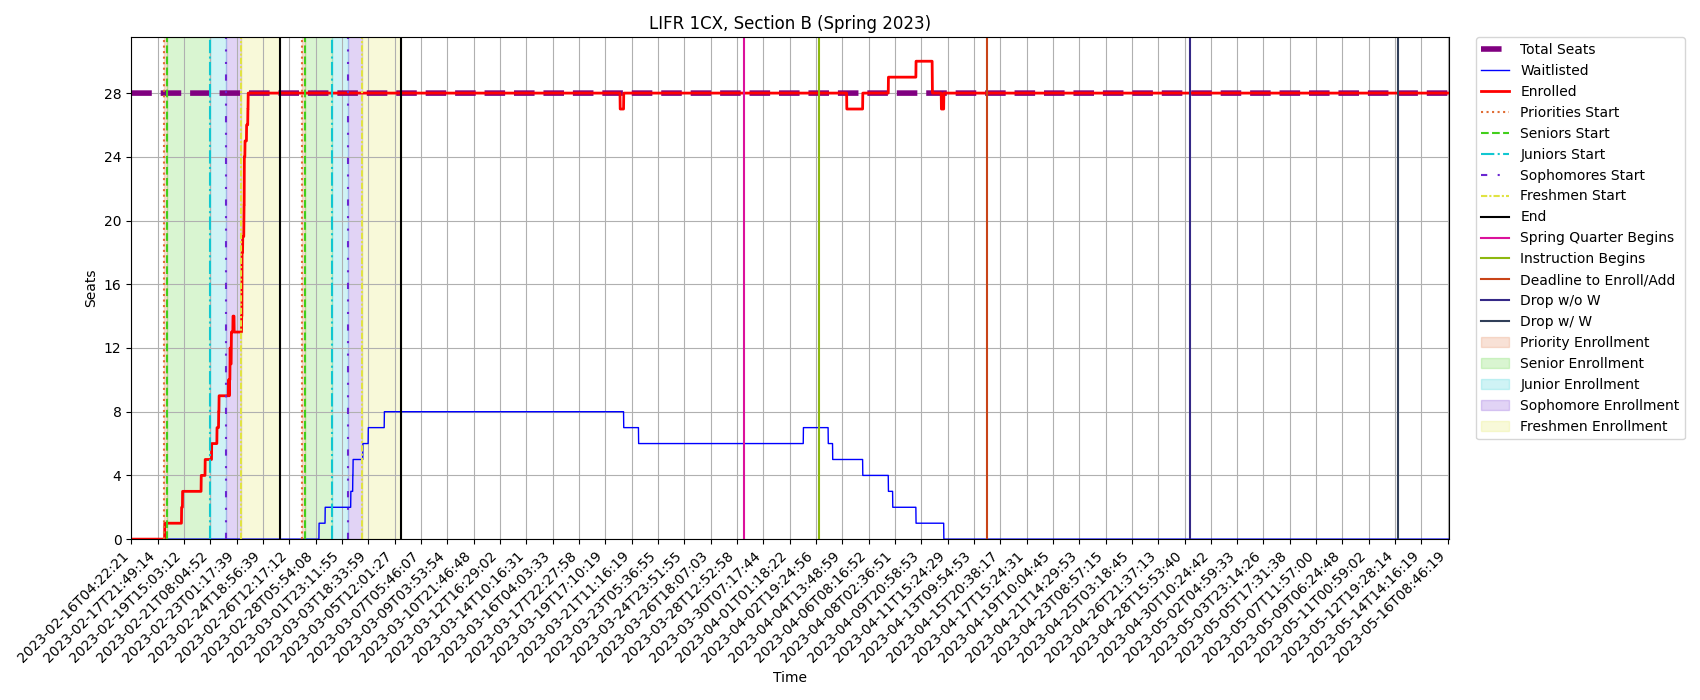 LIFR 1CX, Section B (Spring 2023)
Seats
28
24
20
16
12
8
4
0
2023-02-16T04:22:21
2023-02-17T21:49:14
2023-02-19T15:03:12
2023-02-21T08:04:52
2023-02-23T01:17:39
2023-02-24T18:56:39
2023-02-26T12:17:12
2023-02-28T05:54:08
2023-03-01T23:11:55
2023-03-03T18:33:59
2023-03-05T12:01:27
2023-03-07T05:46:07
2023-03-09T03:53:54
2023-03-10T21:46:48
2023-03-12T16:29:02
2023-03-14T10:16:31
2023-03-16T04:03:33
2023-03-17T22:27:58
2023-03-19T17:10:19
2023-03-21T11:16:19
2023-03-23T05:36:55
2023-03-24T23:51:55
2023-03-26T18:07:03
2023-03-28T12:52:58
2023-03-30T07:17:44
2023-04-01T01:18:22
2023-04-02T19:24:56
2023-04-04T13:48:59
2023-04-06T08:16:52
2023-04-08T02:36:51
2023-04-09T20:58:53
2023-04-11T15:24:29
2023-04-13T09:54:53
2023-04-15T20:38:17
2023-04-17T15:24:31
2023-04-19T10:04:45
2023-04-21T14:29:53
2023-04-23T08:57:15
2023-04-25T03:18:45
2023-04-26T21:37:13
2023-04-28T15:53:40
2023-04-30T10:24:42
2023-05-02T04:59:33
2023-05-03T23:14:26
2023-05-05T17:31:38
2023-05-07T11:57:00
2023-05-09T06:24:48
2023-05-11T00:59:02
2023-05-12T19:28:14
2023-05-14T14:16:19
2023-05-16T08:46:19
Time
Total Seats
Waitlisted
Enrolled
Priorities Start
Seniors Start
Juniors Start
Sophomores Start
Freshmen Start
End
Spring Quarter Begins
Instruction Begins
Deadline to Enroll/Add
Drop w/o W
Drop w/ W
Priority Enrollment
Senior Enrollment
Junior Enrollment
Sophomore Enrollment
Freshmen Enrollment